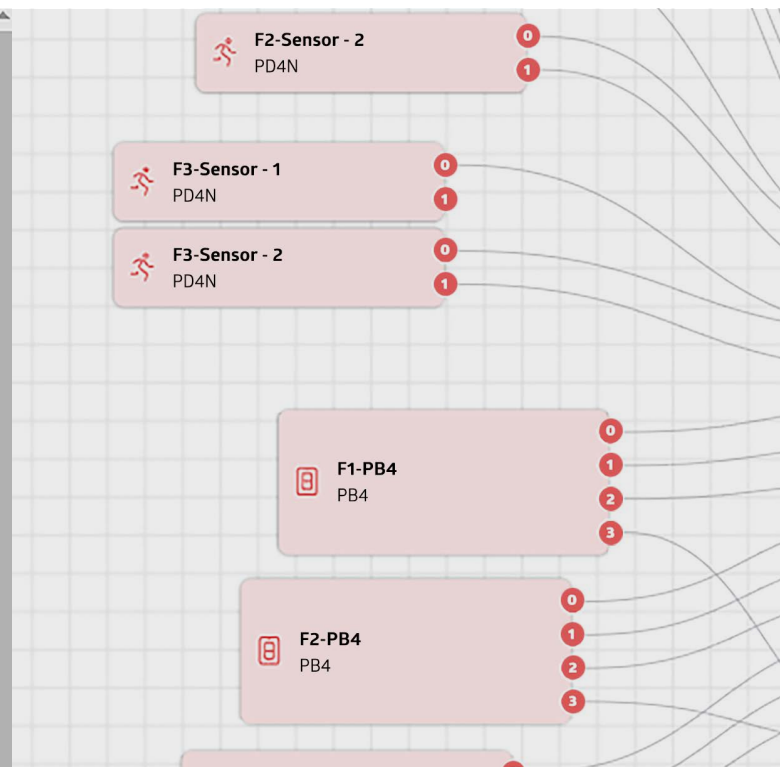 F2-Sensor - 2
PD4N
0
1
F3-Sensor - 1
PD4N
0
1
F3-Sensor - 2
PD4N
0
1
F1-PB4
PB4
0
1
2
3
F2-PB4
PB4
0
1
2
3